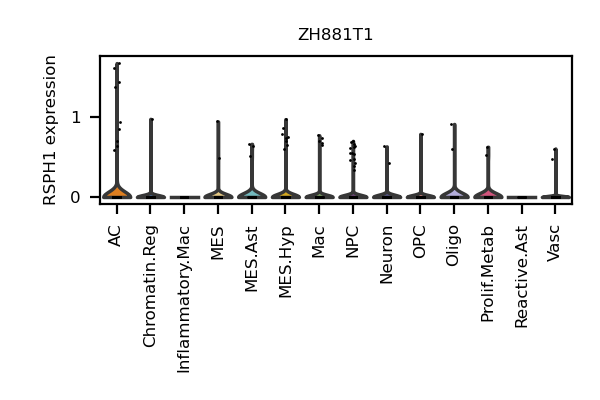 ZH881T1
RSPH1 expression
1
0
AC
Chromatin.Reg
Inflammatory.Mac
MES
MES.Ast
MES.Hyp
Mac
NPC
Neuron
OPC
Oligo
Prolif.Metab
Reactive.Ast
Vasc